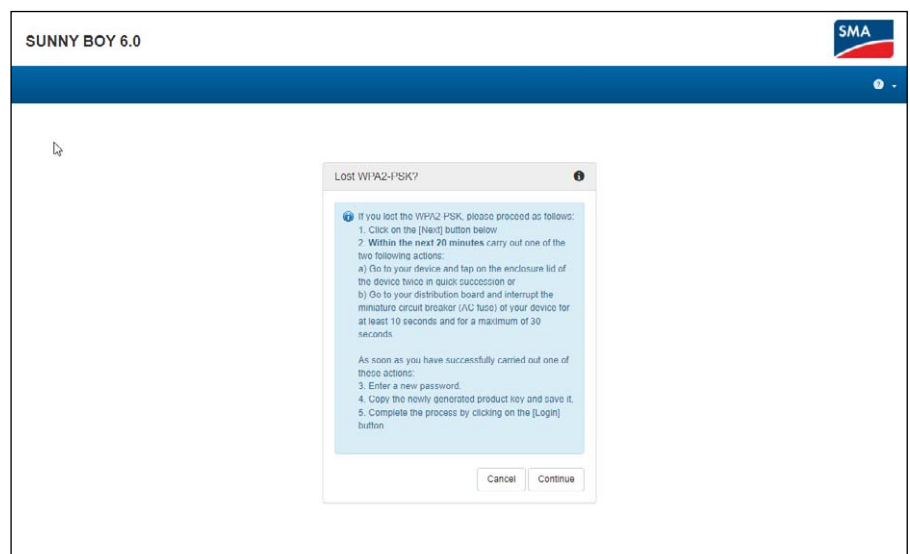 SUNNY BOY 6.0
SMA
Lost WPA2-PSK?
If you lost the WPA2 PSK, please proceed as follows:
1. Click on the [Next] button below
2. Within the next 20 minutes carry out one of the
two following actions:
a) Go to your device and tap on the enclosure lid of
the device twice in quick succession or
b) Go to your distribution board and interrupt the
miniature circuit breaker (AC fuse) of your device for
at least 10 seconds and for a maximum of 30
seconds
As soon as you have successfully carried out one of
these actions:
3. Enter a new password.
4. Copy the newly generated product key and save it.
5. Complete the process by clicking on the [Login]
button
Cancel
Continue